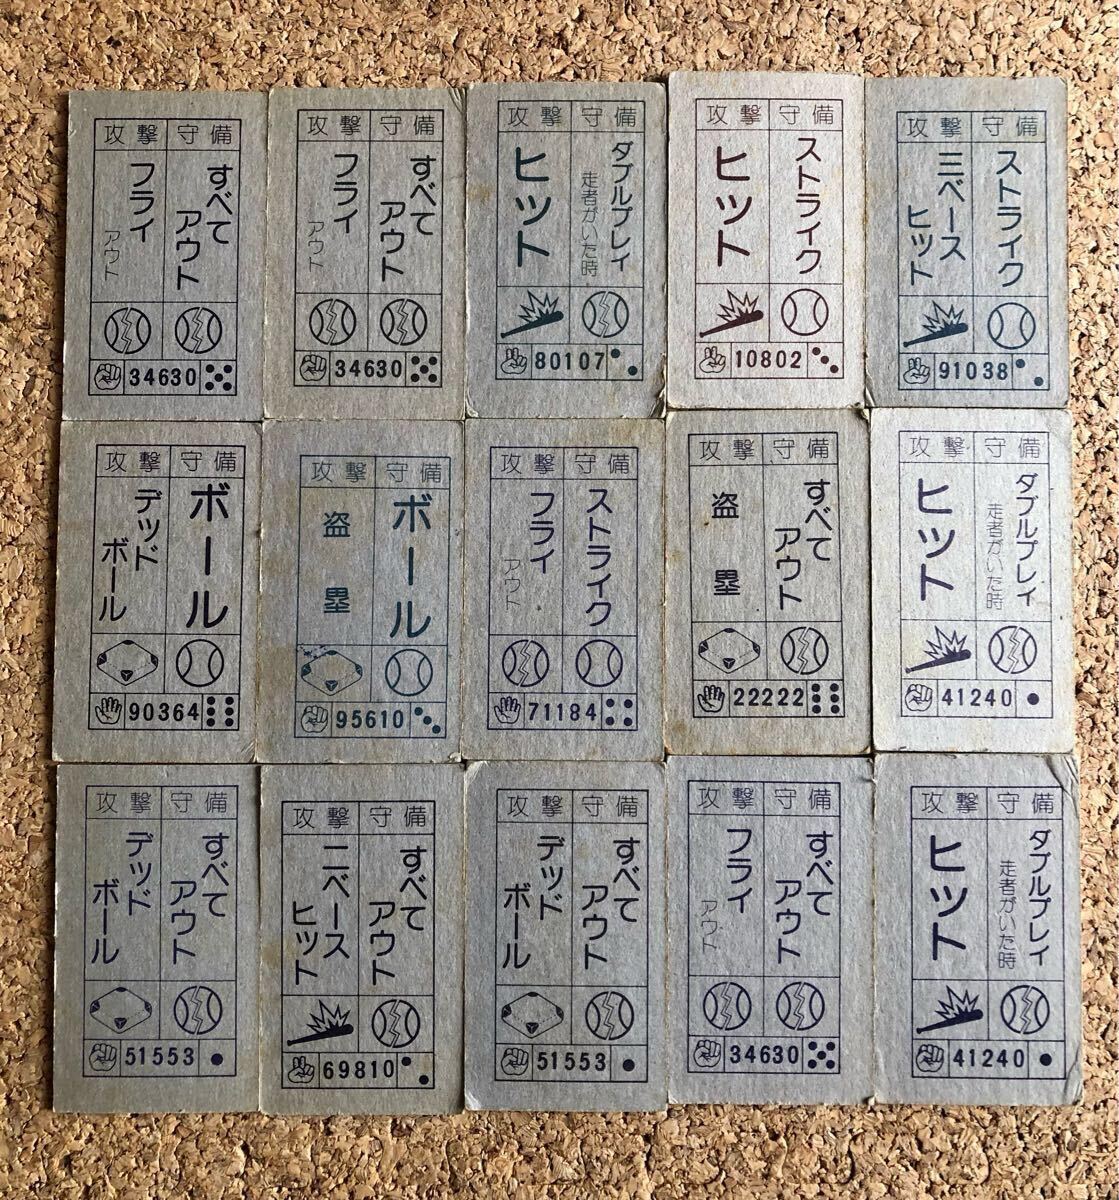 攻撃 守備
すべて
アウト
フライ
アウト
34630
攻撃 守備
すべて
アウト
フライ
アウト
34630
攻撃 守備
ダブルプレイ
走者がいた時
ヒット
80107
攻撃 守備
ストライク
ヒット
10802
攻撃 守備
ストライク
三ベース
ヒット
91038
攻撃 守備
ボール
デッド
ボール
90364
攻撃 守備
ボール
盗塁
95610
攻撃 守備
ストライク
フライ
アウト
71184
攻撃 守備
すべて
アウト
盗塁
22222
攻撃 守備
ダブルプレイ
走者がいた時
ヒット
41240
攻撃 守備
すべて
アウト
デッド
ボール
51553
攻撃 守備
すべて
アウト
二ベース
ヒット
69810
攻撃 守備
すべて
アウト
デッド
ボール
51553
攻撃 守備
すべて
アウト
フライ
アウト
34630
攻撃 守備
ダブルプレイ
走者がいた時
ヒット
41240